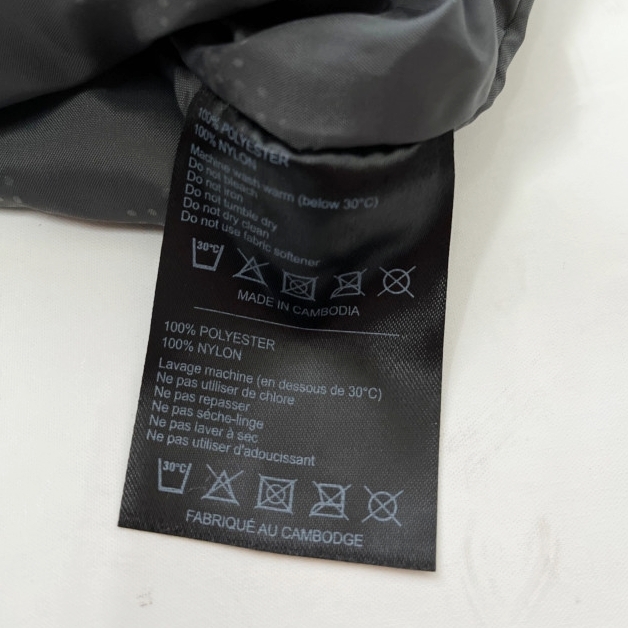 100% POLYESTER
100% NYLON
Machine wash warm (below 30°C)
Do not bleach
Do not iron
Do not tumble dry
Do not dry clean
Do not use fabric softener
30°C
MADE IN CAMBODIA
100% POLYESTER
100% NYLON
Lavage machine (en dessous de 30°C)
Ne pas utiliser de chlore
Ne pas repasser
Ne pas séche-linge
Ne pas laver à sec
Ne pas utiliser d'adoucissant
30°C
FABRIQUÉ AU CAMBODGE